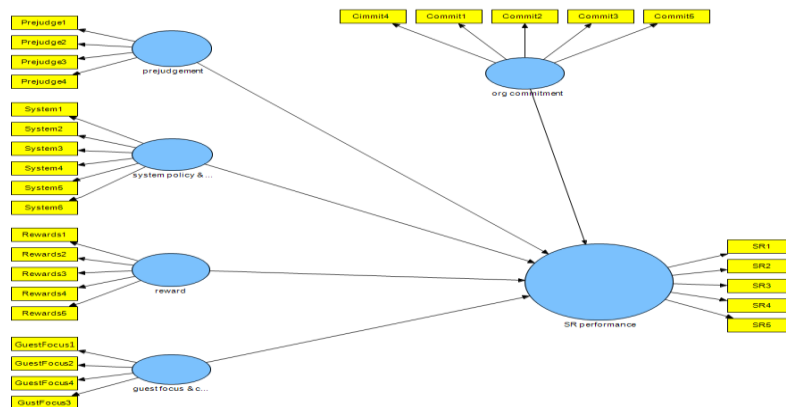 Prejudge1
Prejudge2
Prejudge3
Prejudge4
prejudgement
System1
System2
System3
System4
System5
System6
system policy &...
Rewards1
Rewards2
Rewards3
Rewards4
Rewards5
reward
GuestFocus1
GuestFocus2
GuestFocus4
GustFocus3
guest focus & c...
Cimmit4
Commit1
Commit2
Commit3
Commit5
org commitment
SR1
SR2
SR3
SR4
SR5
SR performance